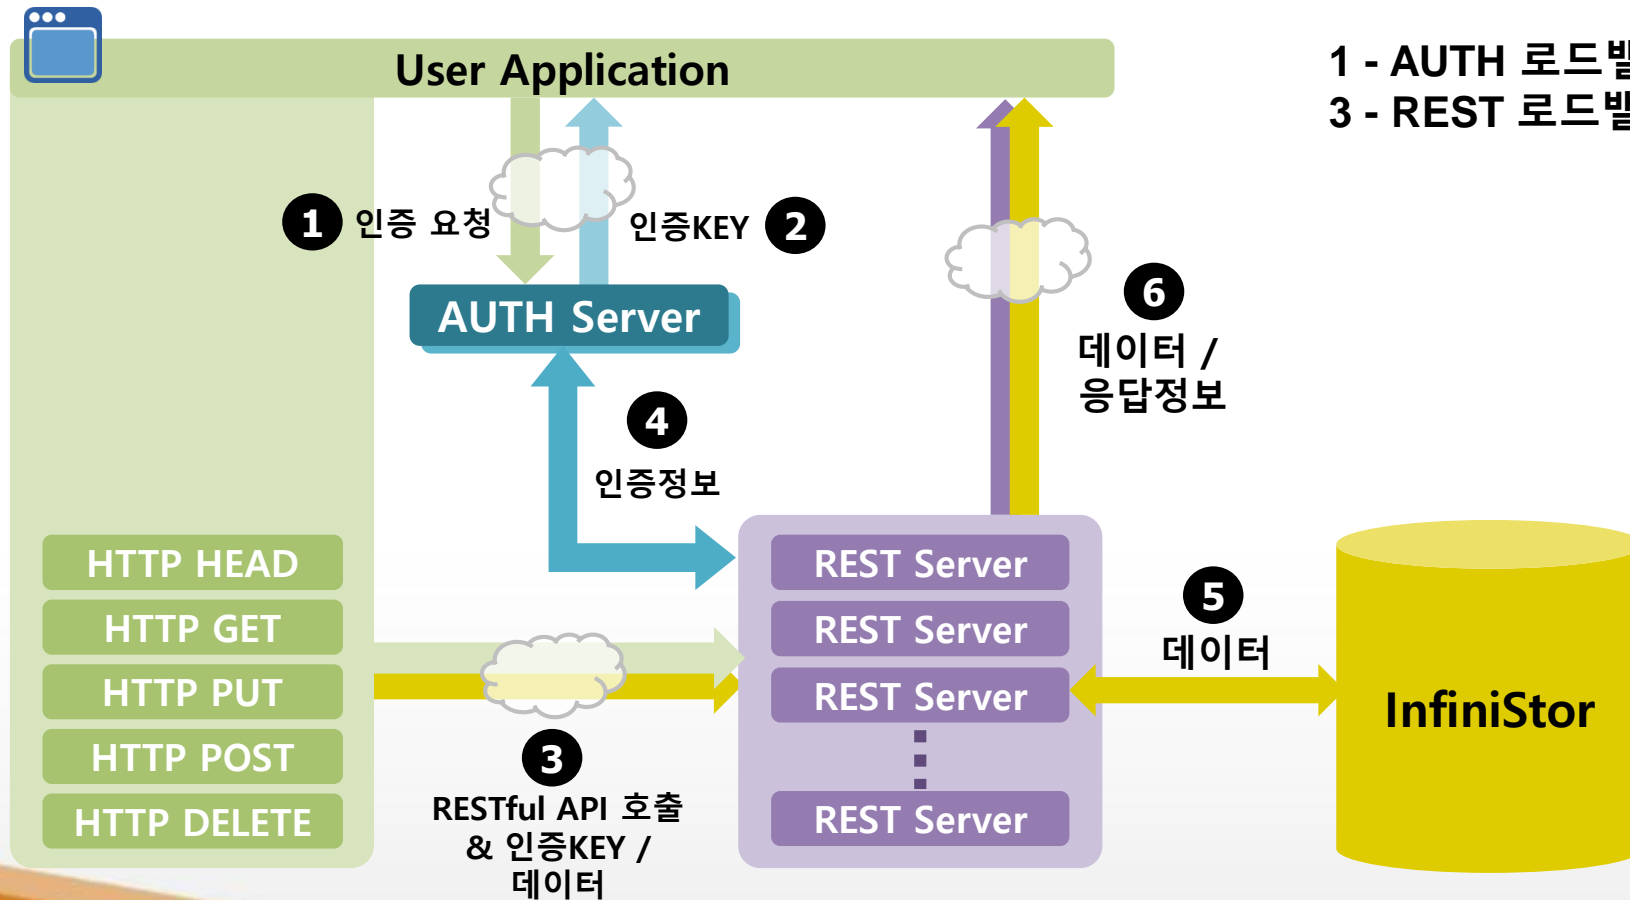 User Application
1 - AUTH 로드밸
3 - REST 로드밸
1 인증 요청
인증KEY 2
AUTH Server
6
데이터 /
응답정보
4
인증정보
HTTP HEAD
HTTP GET
HTTP PUT
HTTP POST
HTTP DELETE
3
RESTful API 호출
& 인증KEY /
데이터
REST Server
REST Server
REST Server
REST Server
5
데이터
InfiniStor